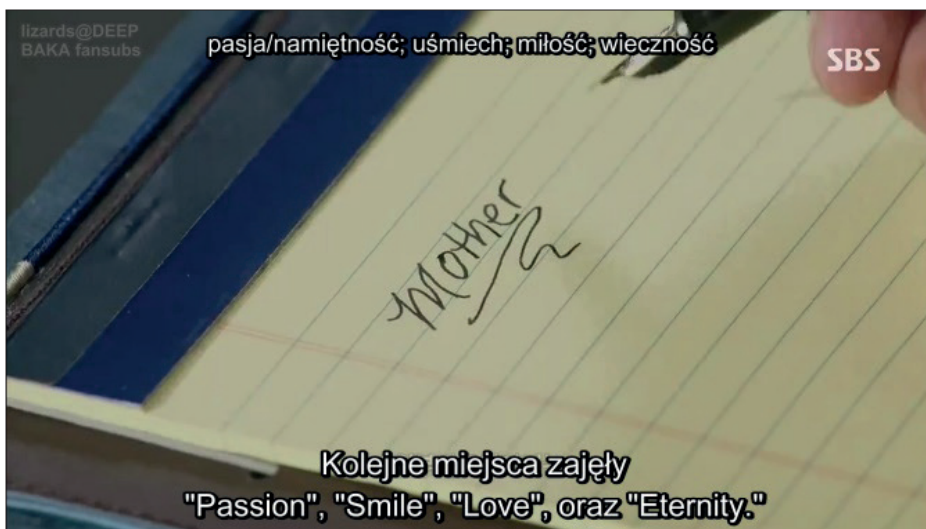 lizards@DEEP
BAKA fansubs
pasja/namiętność; uśmiech; miłość; wieczność
SBS
Mother
Kolejne miejsca zajęły
"Passion", "Smile", "Love", oraz "Eternity."